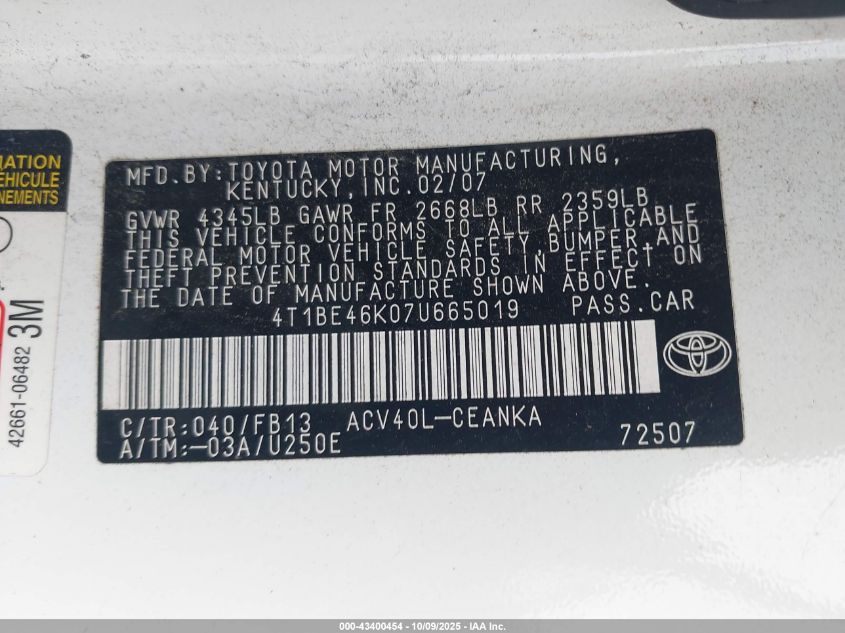 MFD.BY:TOYOTA MOTOR MANUFACTURING,
KENTUCKY,INC.02/07
GVWR 4345LB GAWR FR 2668LB RR 2359LB
THIS VEHICLE CONFORMS TO ALL APPLICABLE
FEDERAL MOTOR VEHICLE SAFETY,BUMPER,AND
THEFT PREVENTION STANDARDS IN EFFECT ON
THE DATE OF MANUFACTURE SHOWN ABOVE.
4T1BE46K07U665019 PASS.CAR
C/TR:040/FB13 ACV40L-CEANKA
A/TM:-03A/U250E 72507
MATION
VEHICULE
NEMENTS
42661-06482 3M
000-43400454 - 10/09/2025 - IAA Inc.